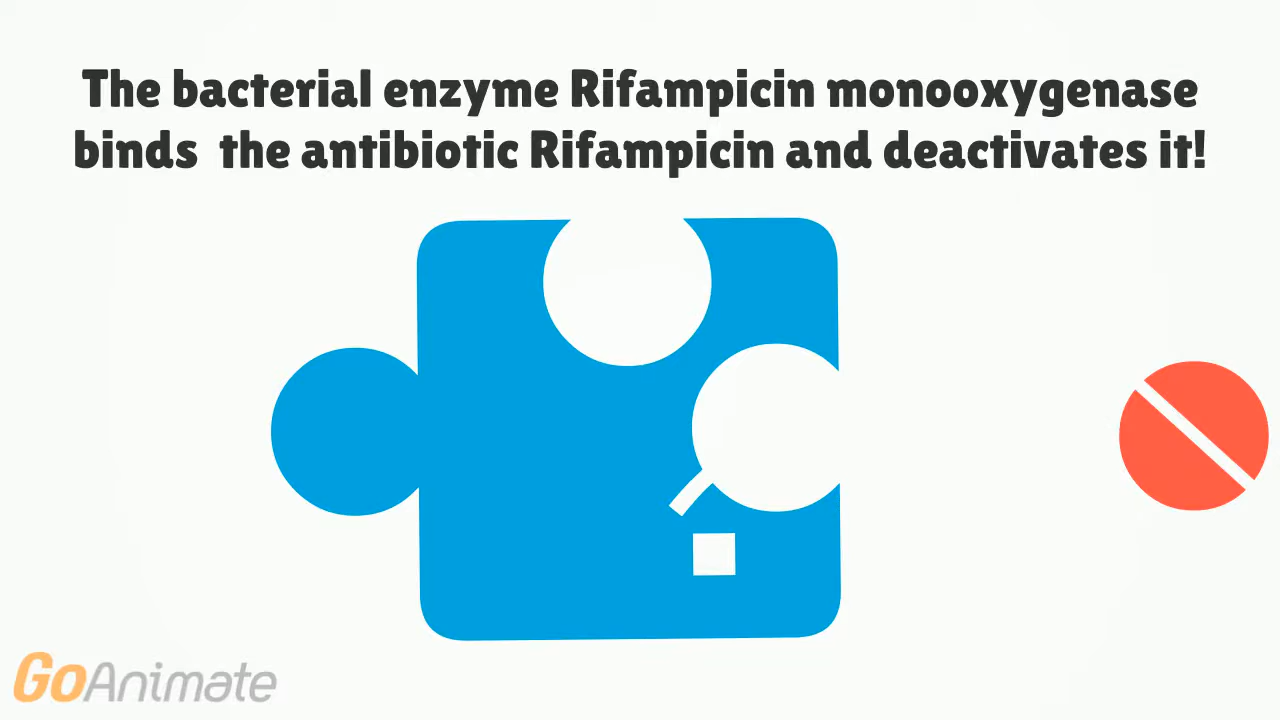 The bacterial enzyme Rifampicin monooxygenase
binds  the antibiotic Rifampicin and deactivates it!
GoAnimate